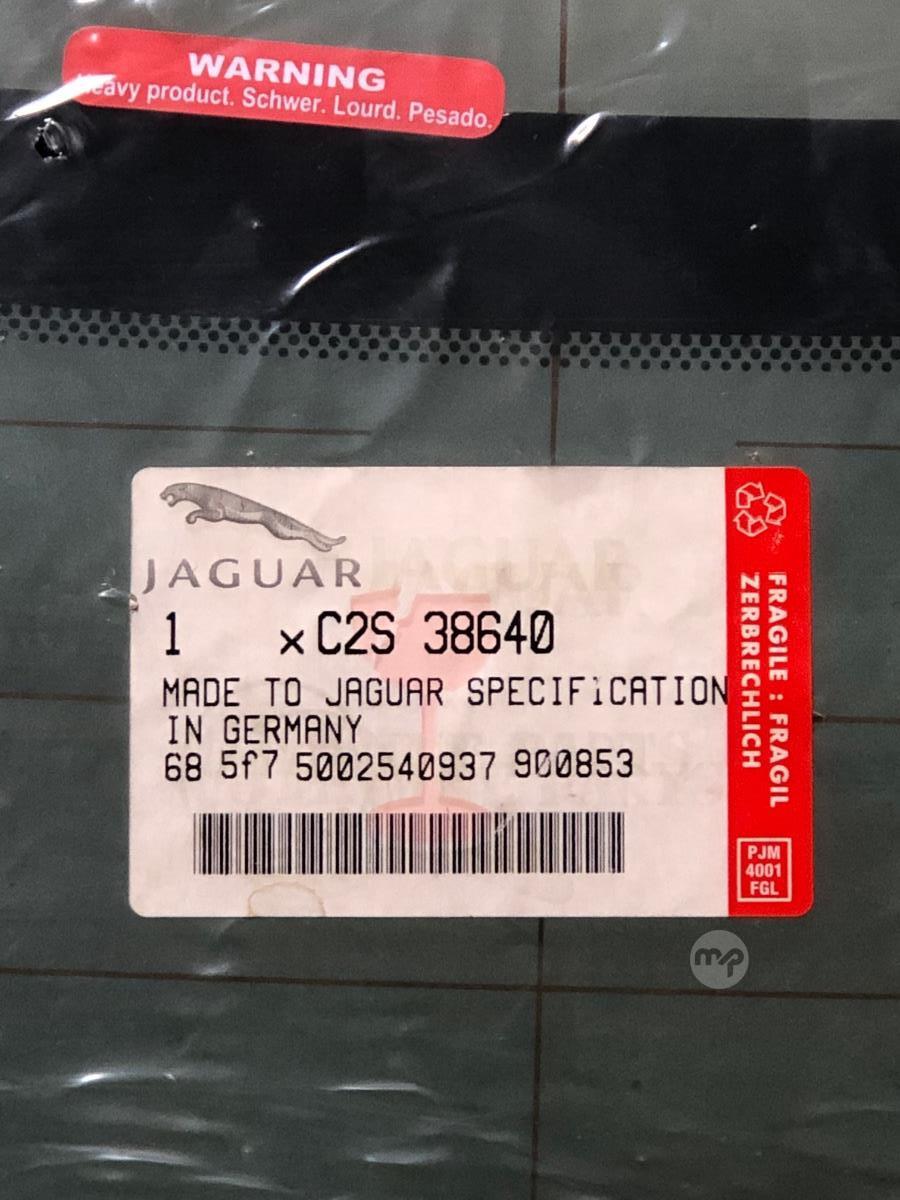 WARNING
Heavy product. Schwer. Lourd. Pesado.
JAGUAR
1 x C2S 38640
MADE TO JAGUAR SPECIFiCATION
IN GERMANY
68 5f7 5002540937 900853
FRAGILE : FRAGIL
ZERBRECHLICH
PJM
4001
FGL
mp